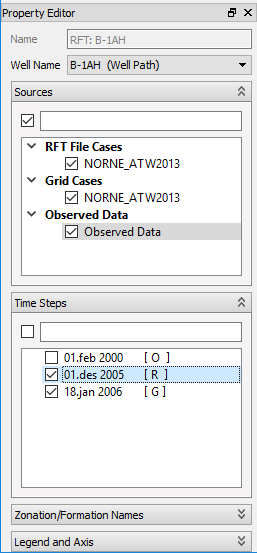 Property Editor
Name RFT: B-1AH
Well Name B-1AH (Well Path)
Sources
RFT File Cases
NORNE_ATW2013
Grid Cases
NORNE_ATW2013
Observed Data
Observed Data
Time Steps
01.feb 2000 [ O ]
01.des 2005 [ R ]
18.jan 2006 [ G ]
Zonation/Formation Names
Legend and Axis